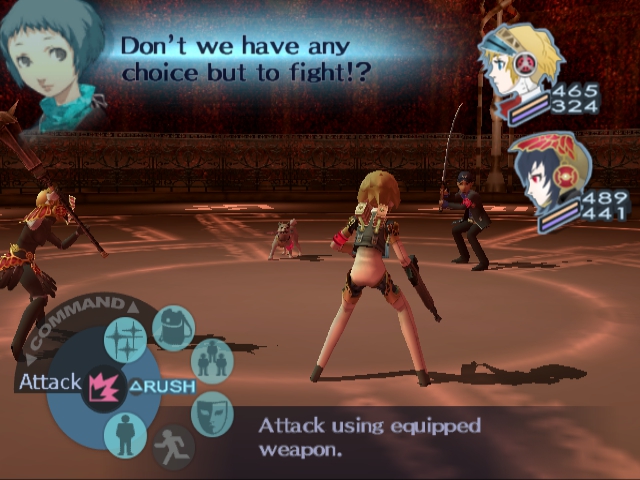 Don't we have any
choice but to fight!?
465
324
489
441
COMMAND
Attack
△RUSH
Attack using equipped
weapon.